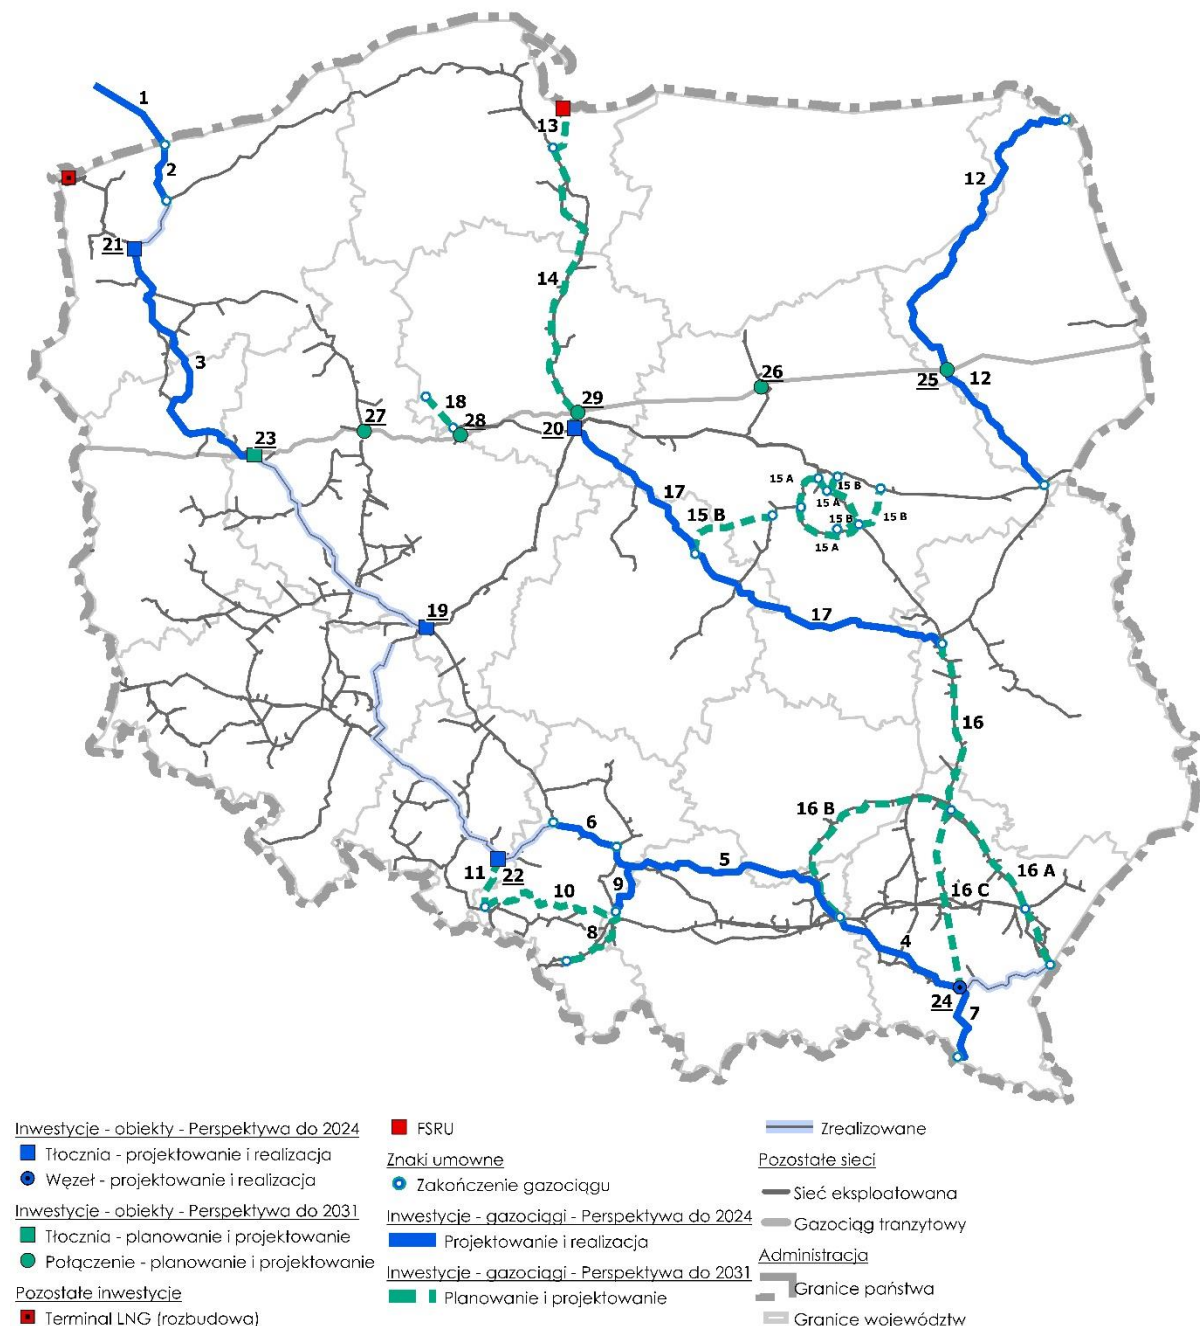 1
2
13
12
21
14
3
26
25
12
18
29
27
28
20
23
15 A
15 B
17
15 A
15 B
15 B
15 B
15 A
17
19
16
16 B
6
5
11
22
10
9
16 A
16 C
8
4
24
7
Inwestycje - obiekty - Perspektywa do 2024
Tłocznia - projektowanie i realizacja
Węzeł - projektowanie i realizacja
Inwestycje - obiekty - Perspektywa do 2031
Tłocznia - planowanie i projektowanie
Połączenie - planowanie i projektowanie
Pozostałe inwestycje
Terminal LNG (rozbudowa)
FSRU
Znaki umowne
Zakończenie gazociągu
Inwestycje - gazociągi - Perspektywa do 2024
Projektowanie i realizacja
Inwestycje - gazociągi - Perspektywa do 2031
Planowanie i projektowanie
Zrealizowane
Pozostałe sieci
Sieć eksploatowana
Gazociąg tranzytowy
Administracja
Granice państwa
Granice województw